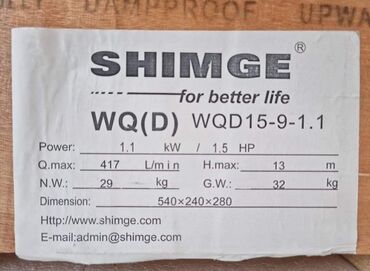 DAMPPROOF UPWA
SHIMGE®
for better life
WQ(D) WQD15-9-1.1
Power: 1.1 kW / 1.5 HP
Q.max: 417 L/min H.max: 13 m
N.W.: 29 kg G.W.: 32 kg
Dimension: 540×240×280
Http://www.shimge.com
E-mail:admin@shimge.com